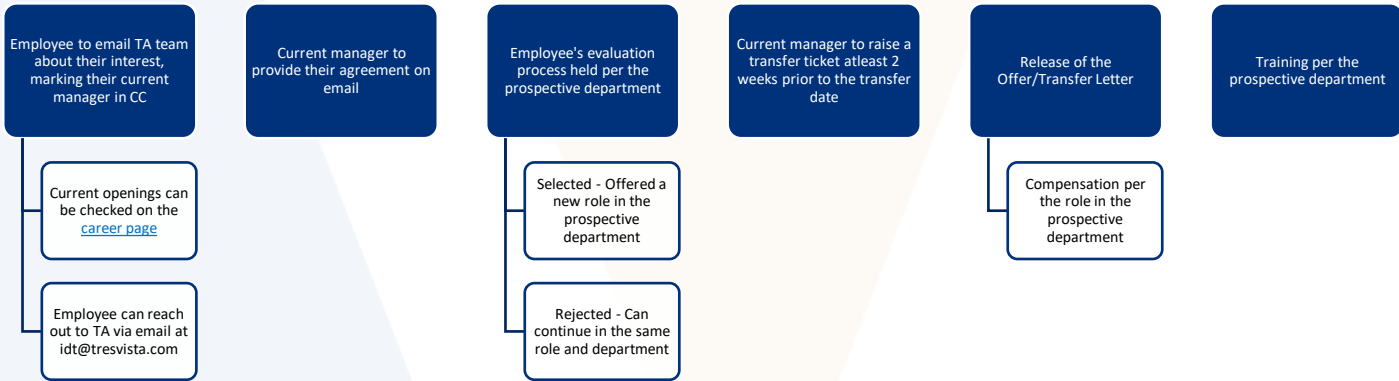 Employee to email TA team
about their interest,
marking their current
manager in CC
Current openings can
be checked on the
career page
Employee can reach
out to TA via email at
idt@tresvista.com
Current manager to
provide their agreement on
email
Employee's evaluation
process held per the
prospective department
Selected - Offered a
new role in the
prospective
department
Rejected - Can
continue in the same
role and department
Current manager to raise a
transfer ticket atleast 2
weeks prior to the transfer
date
Release of the
Offer/Transfer Letter
Compensation per
the role in the
prospective
department
Training per the
prospective department